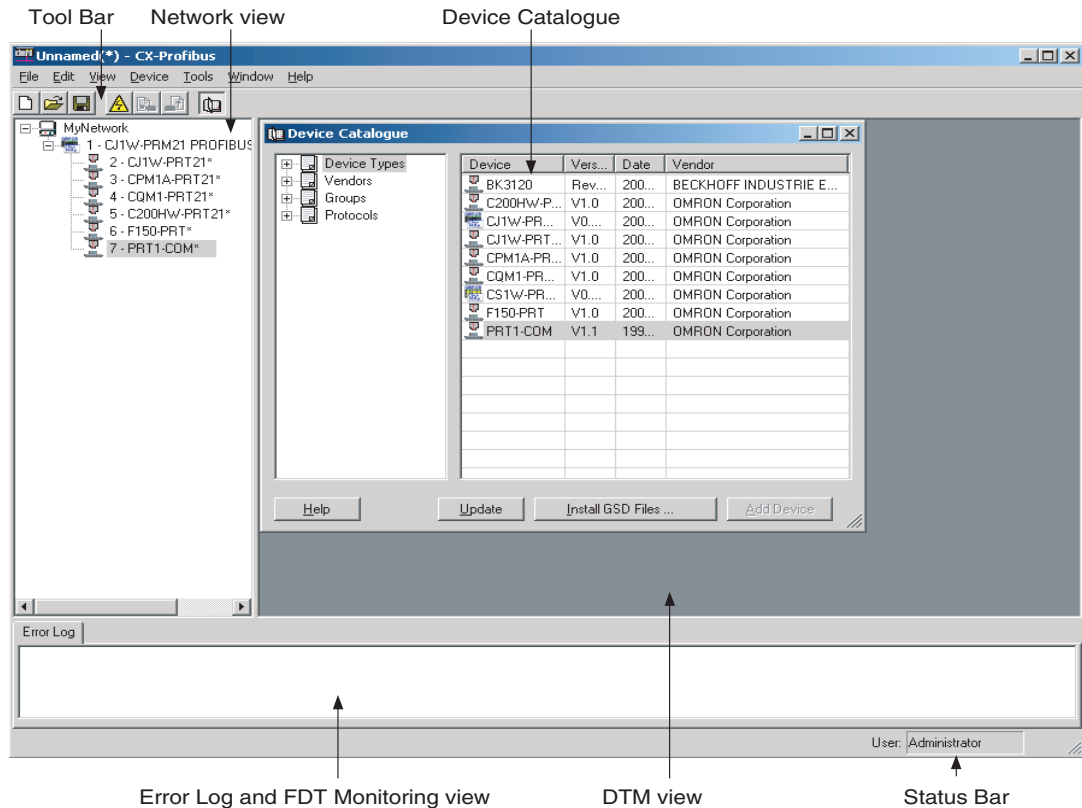 Tool Bar Network view Device Catalogue
Unnamed(*) - CX-Profibus
File Edit View Device Tools Window Help
MyNetwork
1 - CJ1W-PRM21 PROFIBUS
2 - CJ1W-PRT21*
3 - CPM1A-PRT21*
4 - CQM1-PRT21*
5 - C200HW-PRT21*
6 - F150-PRT*
7 - PRT1-COM*
Device Catalogue
Device Types
Vendors
Groups
Protocols
Device Vers... Date Vendor
BK3120 Rev... 200... BECKHOFF INDUSTRIE E...
C200HW-P... V1.0 200... OMRON Corporation
CJ1W-PR... V0.... 200... OMRON Corporation
CJ1W-PRT... V1.0 200... OMRON Corporation
CPM1A-PR... V1.0 200... OMRON Corporation
CQM1-PR... V1.0 200... OMRON Corporation
CS1W-PR... V0.... 200... OMRON Corporation
F150-PRT V1.0 200... OMRON Corporation
PRT1-COM V1.1 199... OMRON Corporation
Help Update Install GSD Files ... Add Device
Error Log
User: Administrator
Error Log and FDT Monitoring view DTM view Status Bar